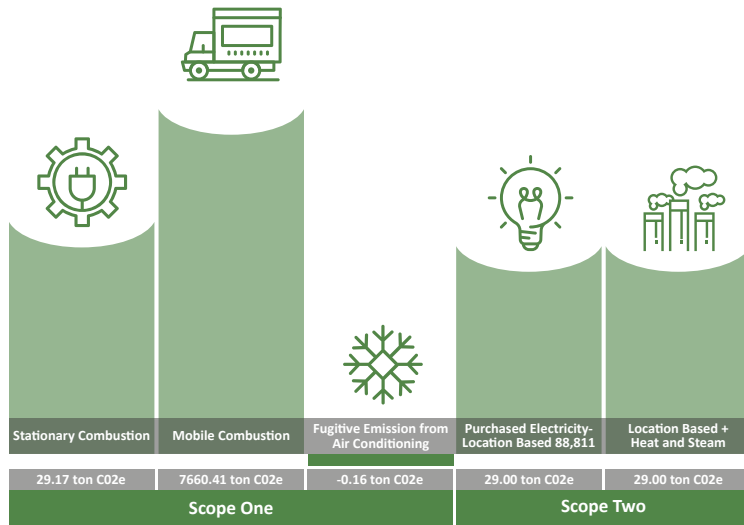 Stationary Combustion
Mobile Combustion
Fugitive Emission from
Air Conditioning
Purchased Electricity-
Location Based 88,811
Location Based +
Heat and Steam
29.17 ton C02e
7660.41 ton C02e
-0.16 ton C02e
29.00 ton C02e
29.00 ton C02e
Scope One
Scope Two